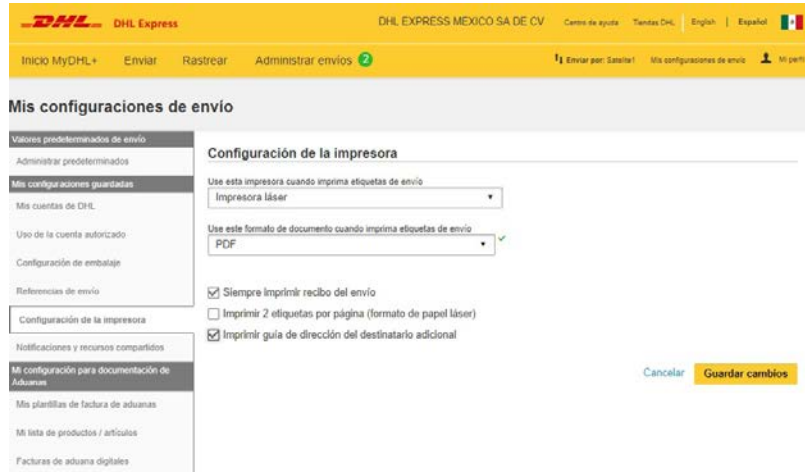 DHL DHL Express
DHL EXPRESS MEXICO SA DE CV
Centro de ayuda Tiendas DHL English | Español
Inicio MyDHL+ Enviar Rastrear Administrar envíos 2
Enviar por: Satelite1 Mis configuraciones de envío Mi perfi
Mis configuraciones de envío
Valores predeterminados de envío
Administrar predeterminados
Mis configuraciones guardadas
Mis cuentas de DHL
Uso de la cuenta autorizado
Configuración de embalaje
Referencias de envío
Configuración de la impresora
Notificaciones y recursos compartidos
Mi configuración para documentación de
Aduanas
Mis plantillas de factura de aduanas
Mi lista de productos / artículos
Facturas de aduana digitales
Configuración de la impresora
Use esta impresora cuando imprima etiquetas de envío
Impresora láser
Use este formato de documento cuando imprima etiquetas de envío
PDF
Siempre imprimir recibo del envío
Imprimir 2 etiquetas por página (formato de papel láser)
Imprimir guía de dirección del destinatario adicional
Cancelar Guardar cambios